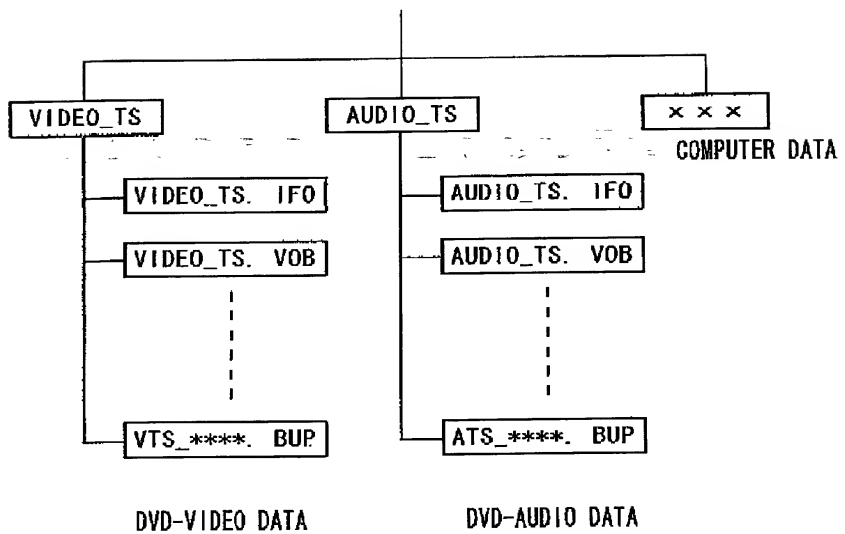 VIDEO_TS
AUDIO_TS
× × ×
COMPUTER DATA
VIDEO_TS. IFO
AUDIO_TS. IFO
VIDEO_TS. VOB
AUDIO_TS. VOB
VTS_****. BUP
ATS_****. BUP
DVD-VIDEO DATA
DVD-AUDIO DATA